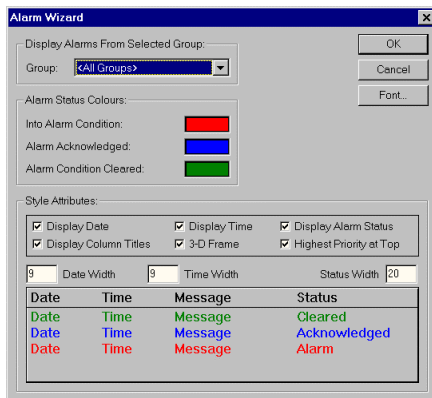 Alarm Wizard
Display Alarms From Selected Group:
Group: <All Groups>
OK
Cancel
Font...
Alarm Status Colours:
Into Alarm Condition:
Alarm Acknowledged:
Alarm Condition Cleared:
Style Attributes:
Display Date Display Time Display Alarm Status
Display Column Titles 3-D Frame Highest Priority at Top
9 Date Width 9 Time Width Status Width 20
Date Time Message Status
Date Time Message Cleared
Date Time Message Acknowledged
Date Time Message Alarm